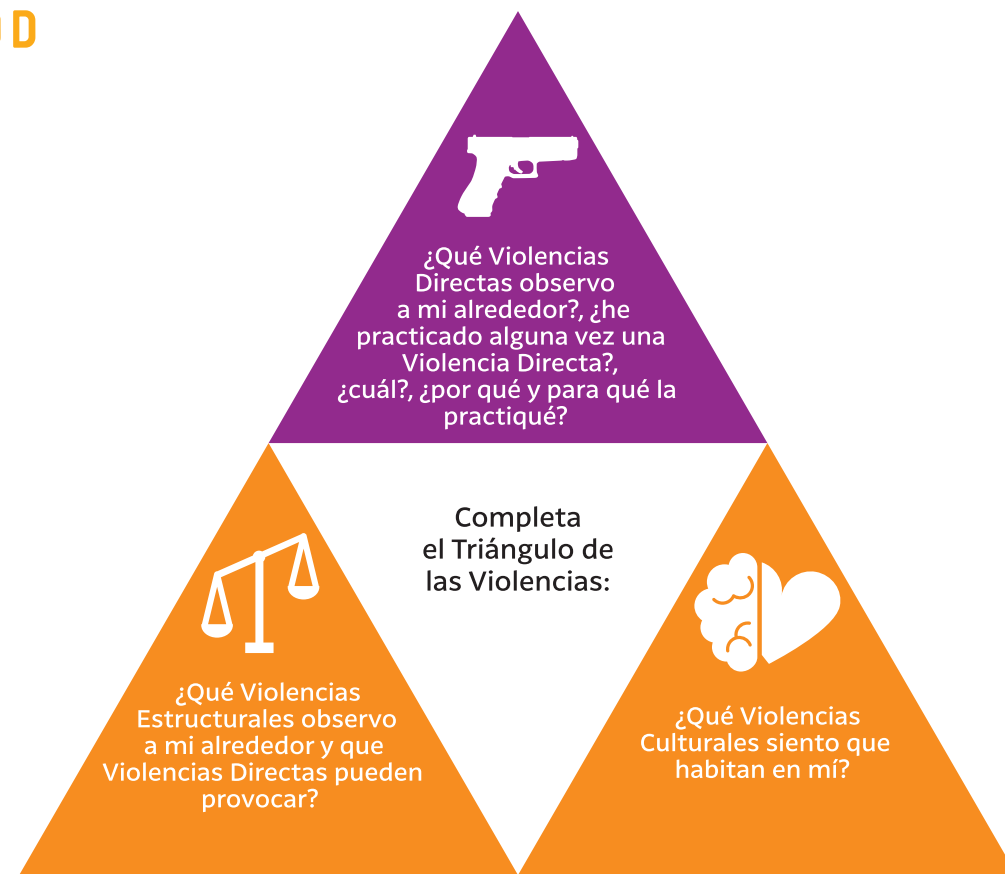 D
¿Qué Violencias
Directas observo
a mi alrededor?, ¿he
practicado alguna vez una
Violencia Directa?,
¿cuál?, ¿por qué y para qué la
practiqué?
Completa
el Triángulo de
las Violencias:
¿Qué Violencias
Estructurales observo
a mi alrededor y que
Violencias Directas pueden
provocar?
¿Qué Violencias
Culturales siento que
habitan en mí?